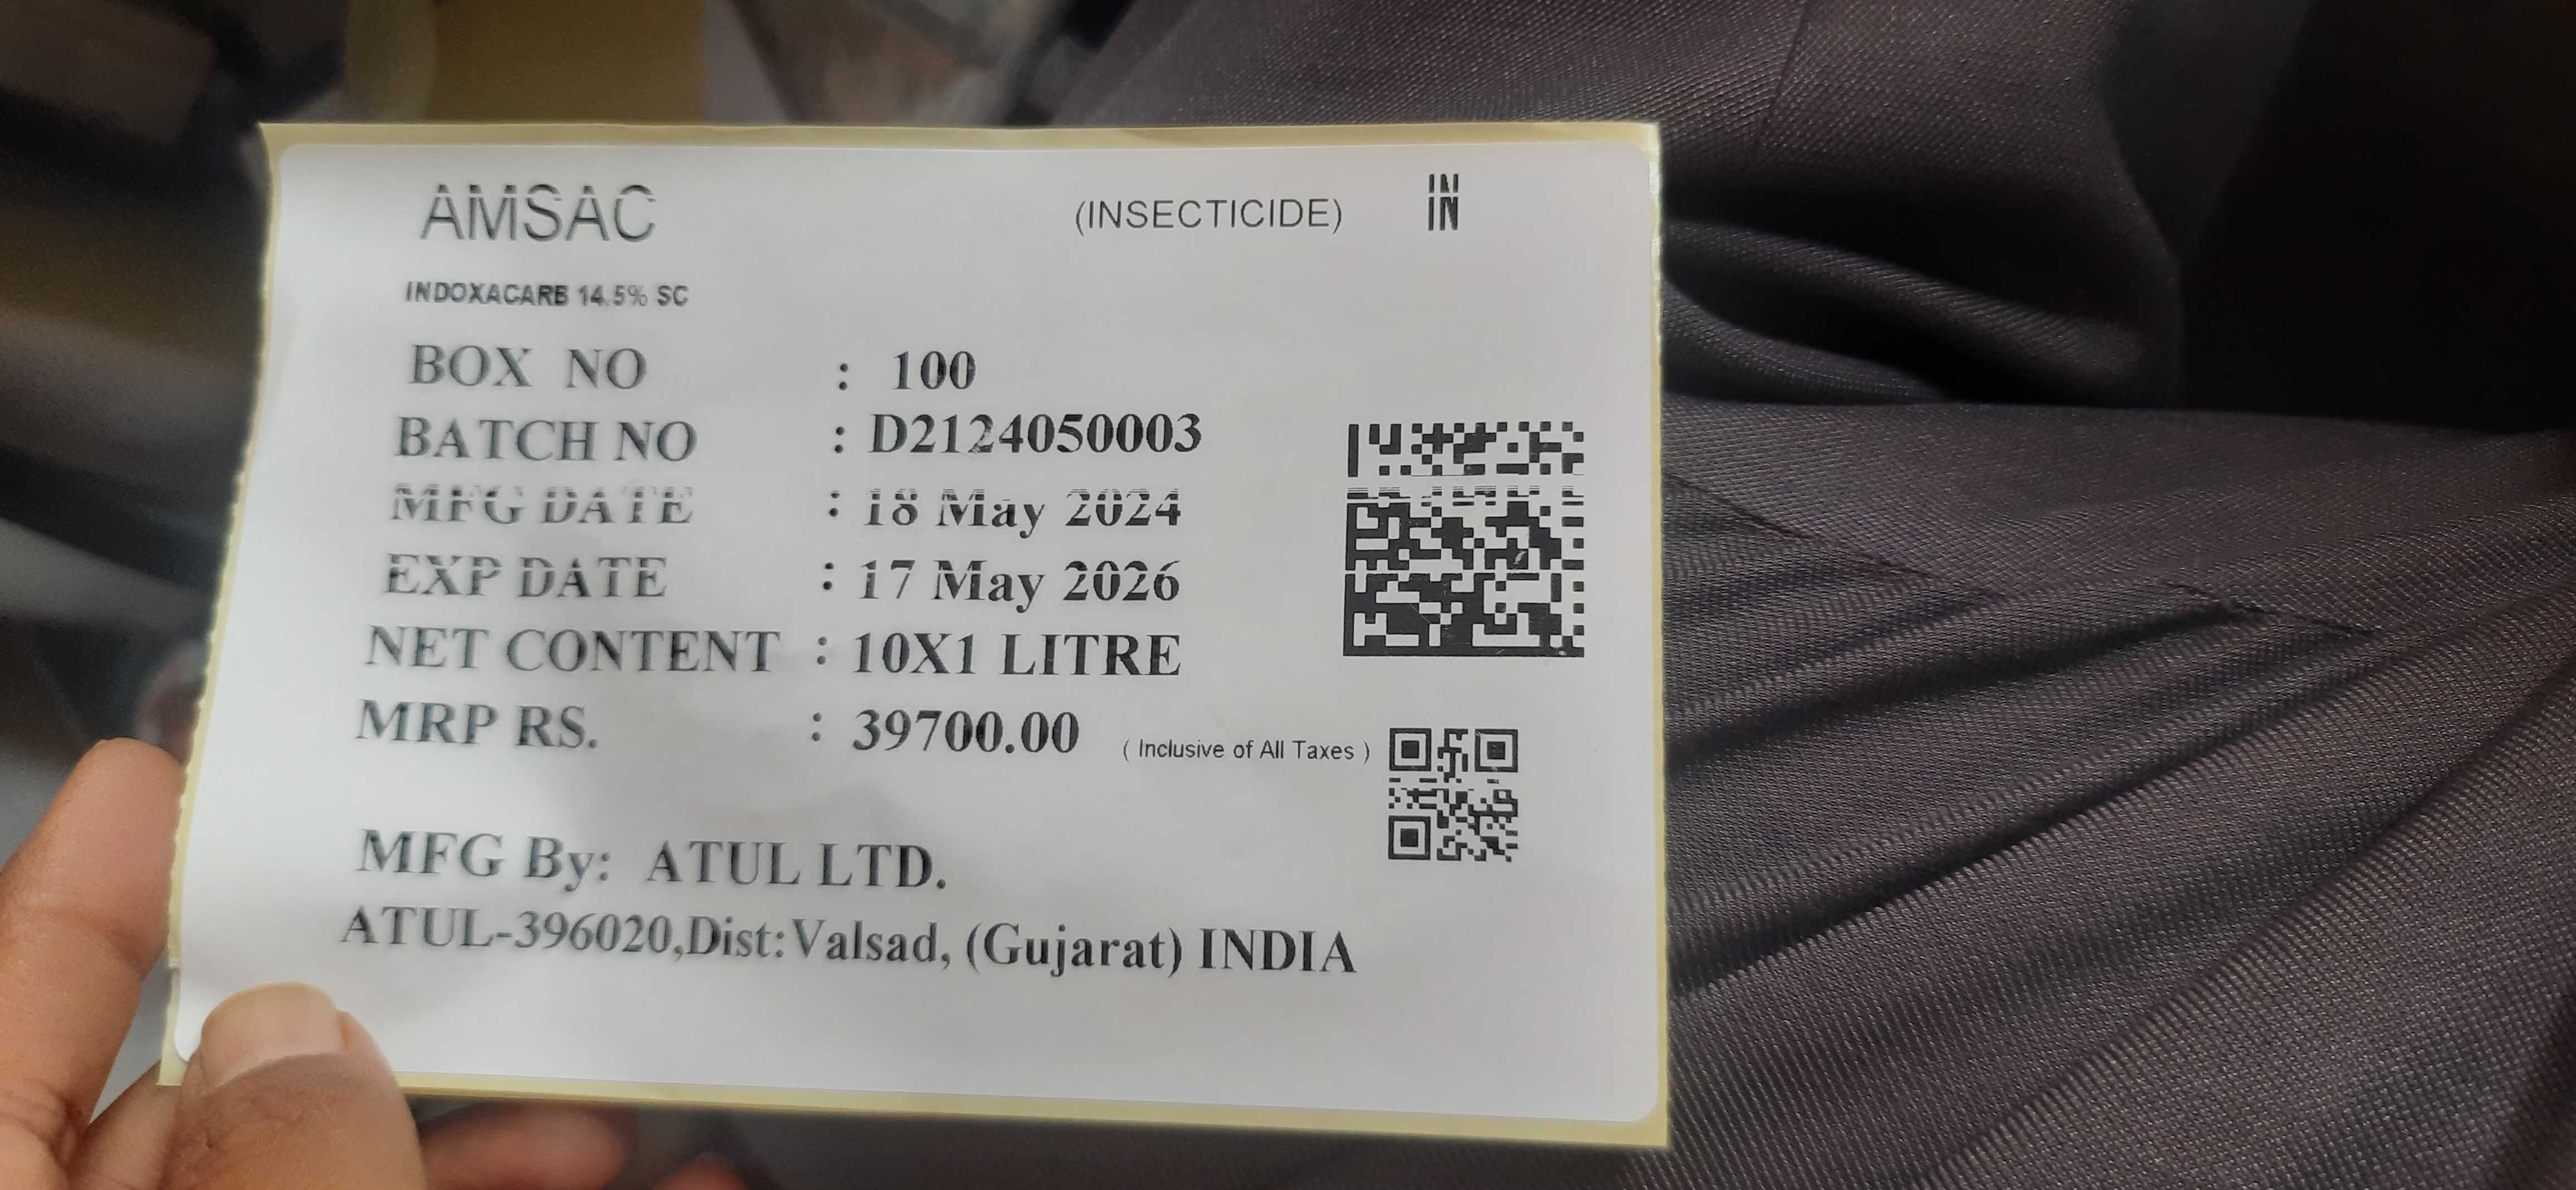 AMSAC (INSECTICIDE) IN
IN
INDOXACARB 14.5% SC
BOX NO : 100
BATCH NO : D2124050003
MFG DATE : 18 May 2024
EXP DATE : 17 May 2026
NET CONTENT : 10X1 LITRE
MRP RS. : 39700.00 ( Inclusive of All Taxes )
MFG By: ATUL LTD.
ATUL-396020,Dist:Valsad, (Gujarat) INDIA